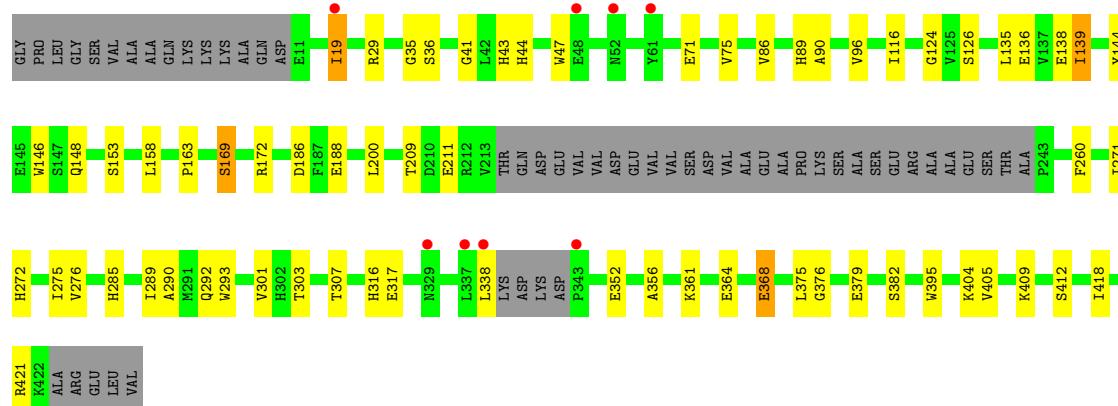 GLY PRO LEU GLY SER VAL ALA ALA GLN LYS LYS LYS ALA GLN ASP E11 I19 R29 G35 S36 G41 L42 H43 H44 W47 E48 N52 Y61 E71 V75 V86 H89 A90 V96 I116 G124 V125 S126 L135 E136 V137 E138 I139 Y144
E145 W146 S147 Q148 S153 L158 P163 S169 R172 D186 F187 E188 L200 T209 D210 E211 R212 V213 THR GLN ASP GLU VAL VAL ASP GLU VAL VAL SER ASP VAL ALA GLU ALA PRO LYS SER ALA SER GLU ARG ALA ALA GLU SER THR ALA P243 F260 I271
H272 I275 V276 H285 I289 A290 M291 Q292 W293 V301 H302 T303 T307 H316 E317 N329 L337 L338 LYS ASP LYS ASP P343 E352 A356 K361 E364 E368 L375 G376 E379 S382 W395 K404 V405 K409 S412 I418
R421 K422 ALA ARG GLU LEU VAL